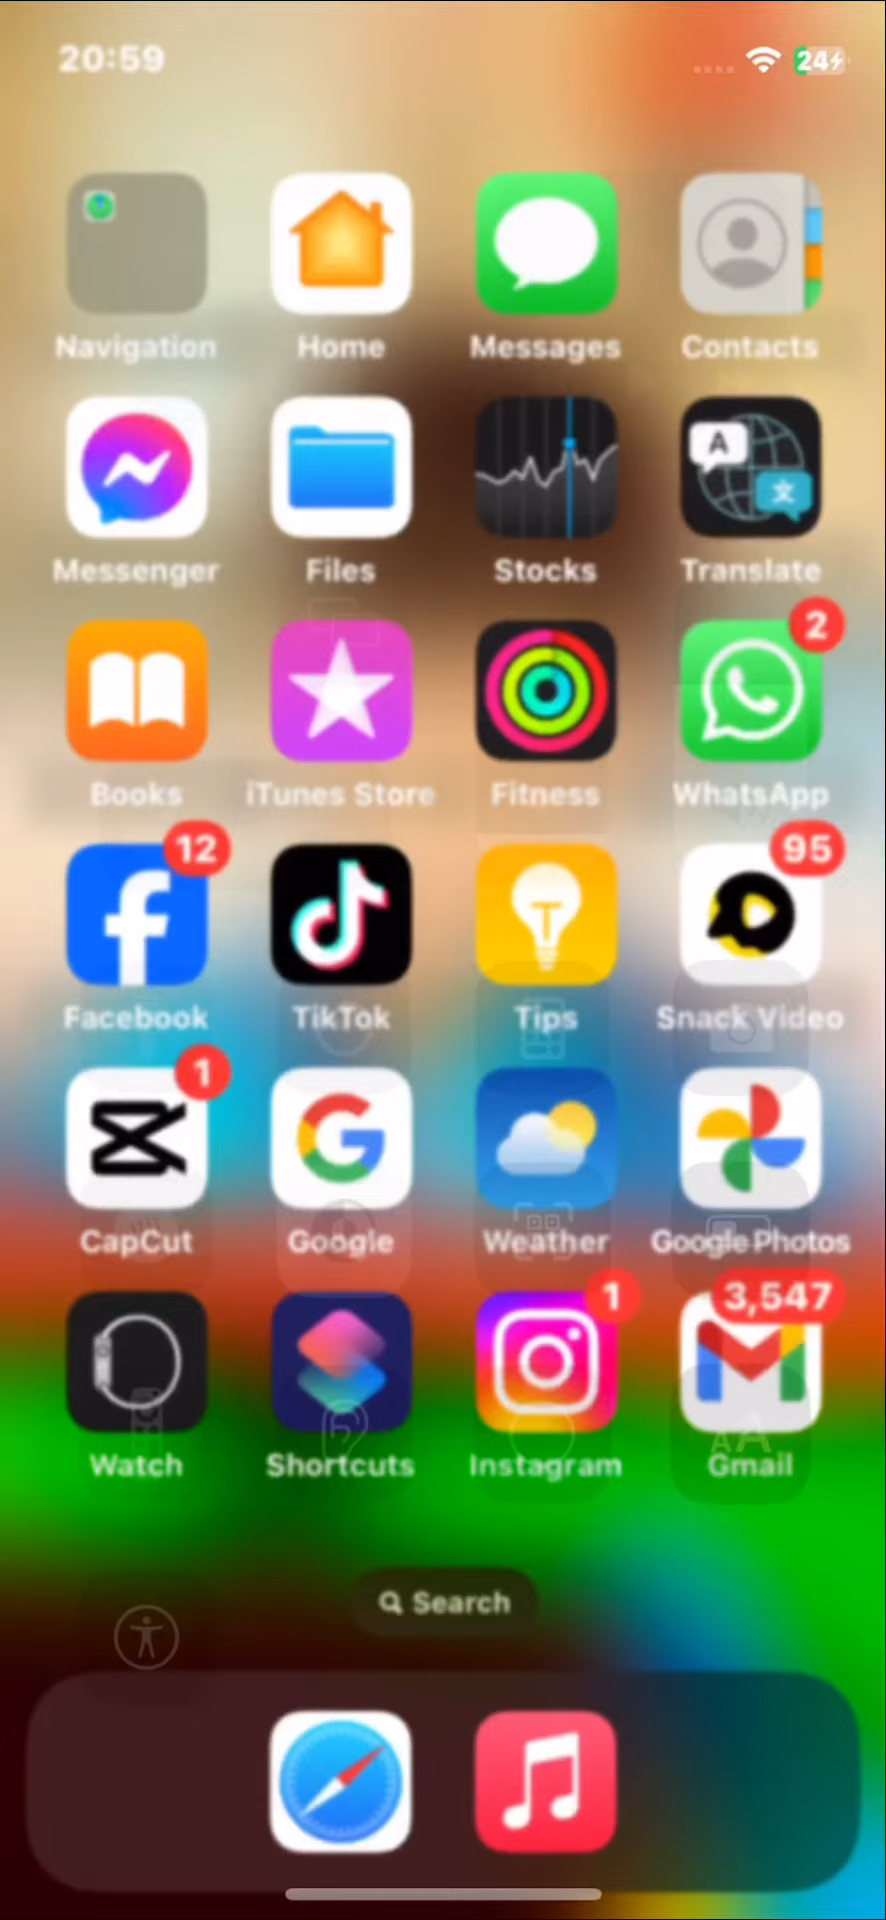 20:59
24
Navigation
Home
Messages
Contacts
A
文
Messenger
Files
Stocks
Translate
2
Books
iTunes Store
Fitness
WhatsApp
12
95
Facebook
TikTok
Tips
Snack Video
1
CapCut
Google
Weather
Google Photos
1
3,547
AA
Watch
Shortcuts
Instagram
Gmail
Search